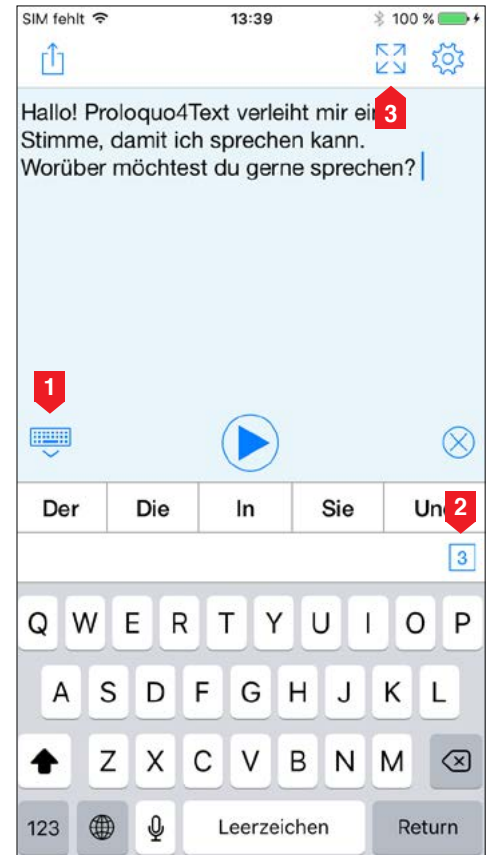 SIM fehlt 13:39 100 %
Hallo! Proloquo4Text verleiht mir ein
3
Stimme, damit ich sprechen kann.
Worüber möchtest du gerne sprechen?
1
Der Die In Sie Un
2
3
Q W E R T Y U I O P
A S D F G H J K L
Z X C V B N M
123 Leerzeichen Return